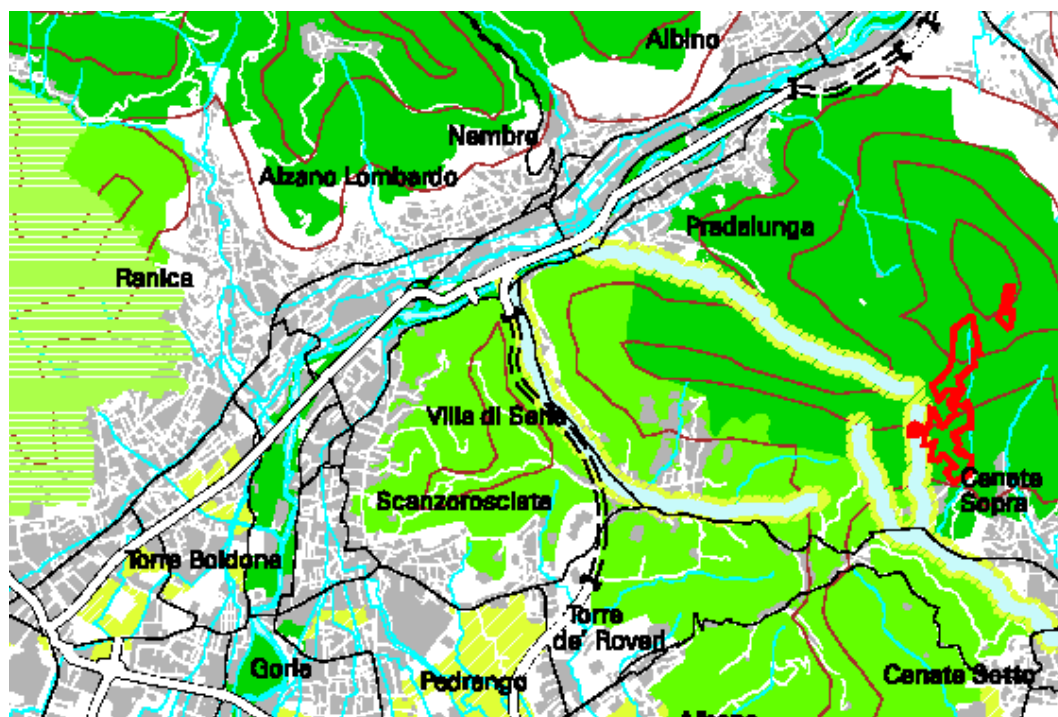 Albino
Nembro
Alzano Lombardo
Pradalunga
Ranica
Villa di Serio
Cenate
Sopra
Scanzorosciate
Torre Boldone
Torre
de' Roveri
Gorle
Pedrengo
Cenate Sotto